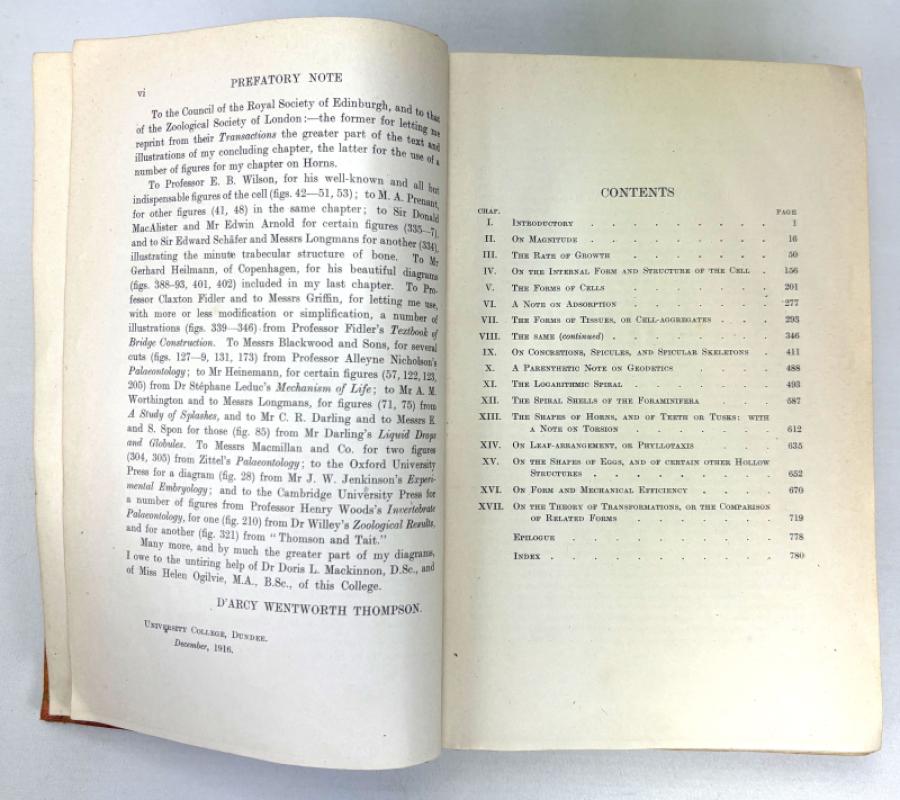 vi
PREFATORY NOTE
To the Council of the Royal Society of Edinburgh, and to that
of the Zoological Society of London:—the former for letting me
reprint from their Transactions the greater part of the text and
illustrations of my concluding chapter, the latter for the use of a
number of figures for my chapter on Horns.
To Professor E. B. Wilson, for his well-known and all but
indispensable figures of the cell (figs. 42—51, 53); to M. A. Prenant,
for other figures (41, 48) in the same chapter; to Sir Donald
MacAlister and Mr Edwin Arnold for certain figures (335—7),
and to Sir Edward Schäfer and Messrs Longmans for another (334),
illustrating the minute trabecular structure of bone. To Mr
Gerhard Heilmann, of Copenhagen, for his beautiful diagrams
(figs. 388-93, 401, 402) included in my last chapter. To Pro-
fessor Claxton Fidler and to Messrs Griffin, for letting me use,
with more or less modification or simplification, a number of
illustrations (figs. 339—346) from Professor Fidler's Textbook of
Bridge Construction. To Messrs Blackwood and Sons, for several
cuts (figs. 127—9, 131, 173) from Professor Alleyne Nicholson's
Palaeontology; to Mr Heinemann, for certain figures (57, 122, 123,
205) from Dr Stéphane Leduc's Mechanism of Life; to Mr A. M.
Worthington and to Messrs Longmans, for figures (71, 75) from
A Study of Splashes, and to Mr C. R. Darling and to Messrs E.
and S. Spon for those (fig. 85) from Mr Darling's Liquid Drops
and Globules. To Messrs Macmillan and Co. for two figures
(304, 305) from Zittel's Palaeontology; to the Oxford University
Press for a diagram (fig. 28) from Mr J. W. Jenkinson's Experi-
mental Embryology; and to the Cambridge University Press for
a number of figures from Professor Henry Woods's Invertebrate
Palaeontology, for one (fig. 210) from Dr Willey's Zoological Results,
and for another (fig. 321) from "Thomson and Tait."
Many more, and by much the greater part of my diagrams,
I owe to the untiring help of Dr Doris L. Mackinnon, D.Sc., and
of Miss Helen Ogilvie, M.A., B.Sc., of this College.
D'ARCY WENTWORTH THOMPSON.
University College, Dundee.
December, 1916.
CONTENTS
CHAP. PAGE
I. Introductory . . . . . . . . . 1
II. On Magnitude . . . . . . . . . 16
III. The Rate of Growth . . . . . . . 50
IV. On the Internal Form and Structure of the Cell . 156
V. The Forms of Cells . . . . . . . 201
VI. A Note on Adsorption . . . . . . . 277
VII. The Forms of Tissues, or Cell-aggregates . . . 293
VIII. The same (continued) . . . . . . . 346
IX. On Concretions, Spicules, and Spicular Skeletons . 411
X. A Parenthetic Note on Geodetics . . . . 488
XI. The Logarithmic Spiral . . . . . . 493
XII. The Spiral Shells of the Foraminifera . . . 587
XIII. The Shapes of Horns, and of Teeth or Tusks: with
a Note on Torsion . . . . . . . 612
XIV. On Leaf-arrangement, or Phyllotaxis . . . 635
XV. On the Shapes of Eggs, and of certain other Hollow
Structures . . . . . . . . 652
XVI. On Form and Mechanical Efficiency . . . . 670
XVII. On the Theory of Transformations, or the Comparison
of Related Forms . . . . . . . 719
Epilogue . . . . . . . . . 778
Index . . . . . . . . . . 780